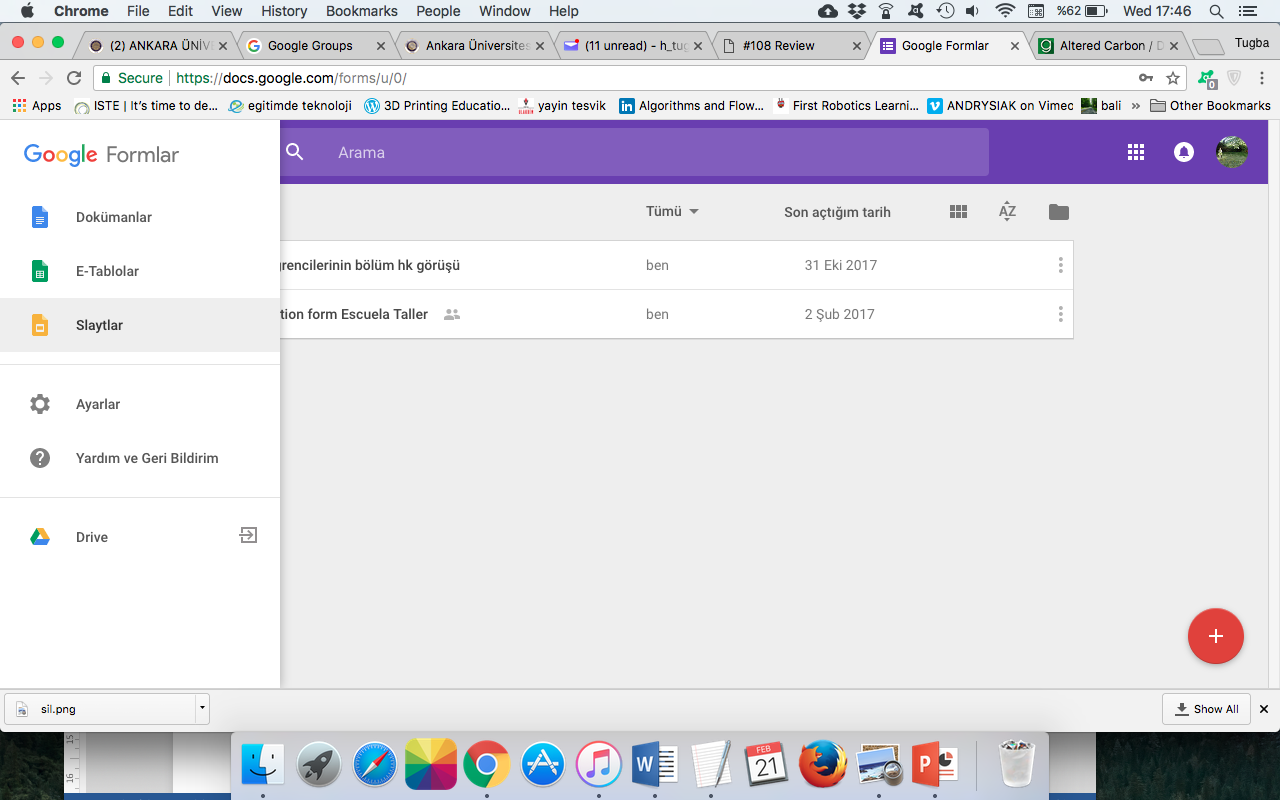 Chrome File Edit View History Bookmarks People Window Help %62 Wed 17:46
(2) ANKARA ÜNİV Google Groups Ankara Üniversites (11 unread) - h_tug #108 Review Google Formlar Altered Carbon / D Tugba
Secure https://docs.google.com/forms/u/0/
Apps ISTE | It's time to de... egitimde teknoloji 3D Printing Educatio... yayin tesvik Algorithms and Flow... First Robotics Learni... ANDRYSIAK on Vimeo bali » Other Bookmarks
Google Formlar
Arama
Dokümanlar
Tümü Son açtığım tarih AZ
E-Tablolar
ğrencilerinin bölüm hk görüşü ben 31 Eki 2017
Slaytlar
tion form Escuela Taller ben 2 Şub 2017
Ayarlar
Yardım ve Geri Bildirim
Drive
+
sil.png Show All
15
16
FEB
21
W
P